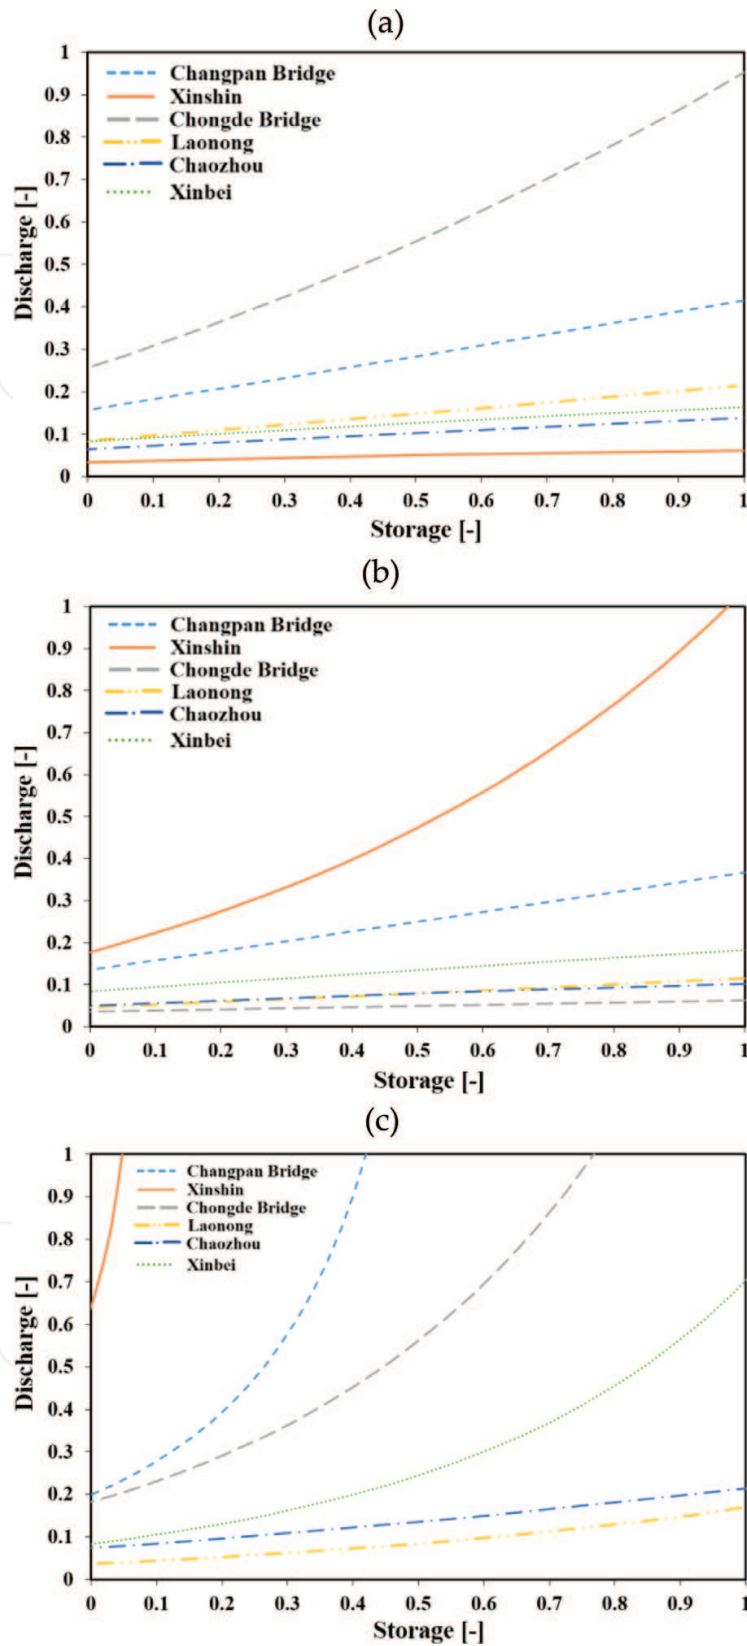 (a)
1
0.9
0.8
0.7
0.6
0.5
0.4
0.3
0.2
0.1
0
Discharge [-]
Changpan Bridge
Xinshin
Chongde Bridge
Laonong
Chaozhou
Xinbei
0 0.1 0.2 0.3 0.4 0.5 0.6 0.7 0.8 0.9 1
Storage [-]
(b)
1
0.9
0.8
0.7
0.6
0.5
0.4
0.3
0.2
0.1
0
Discharge [-]
Changpan Bridge
Xinshin
Chongde Bridge
Laonong
Chaozhou
Xinbei
0 0.1 0.2 0.3 0.4 0.5 0.6 0.7 0.8 0.9 1
Storage [-]
(c)
1
0.9
0.8
0.7
0.6
0.5
0.4
0.3
0.2
0.1
0
Discharge [-]
Changpan Bridge
Xinshin
Chongde Bridge
Laonong
Chaozhou
Xinbei
0 0.1 0.2 0.3 0.4 0.5 0.6 0.7 0.8 0.9 1
Storage [-]